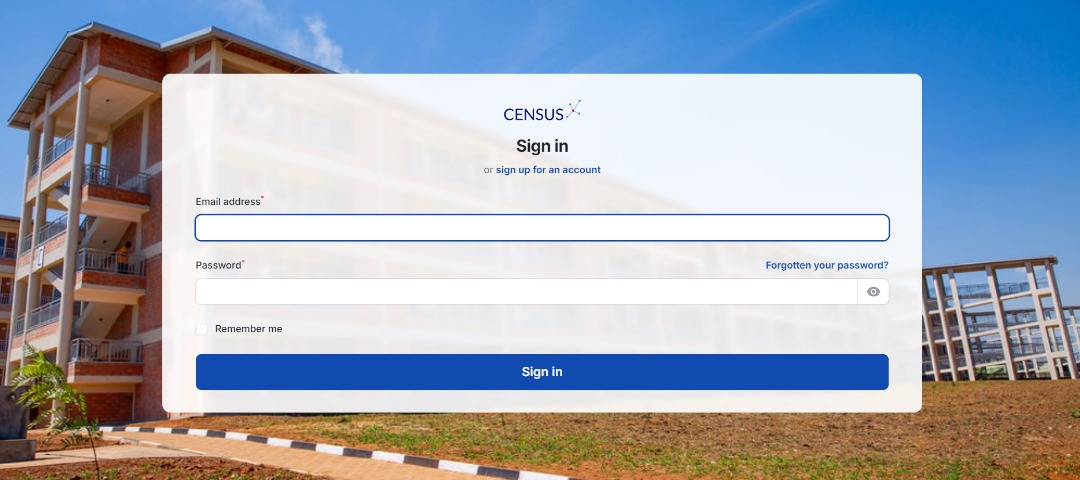 CENSUS
Sign in
or sign up for an account
Email address*
Password*
Forgotten your password?
Remember me
Sign in